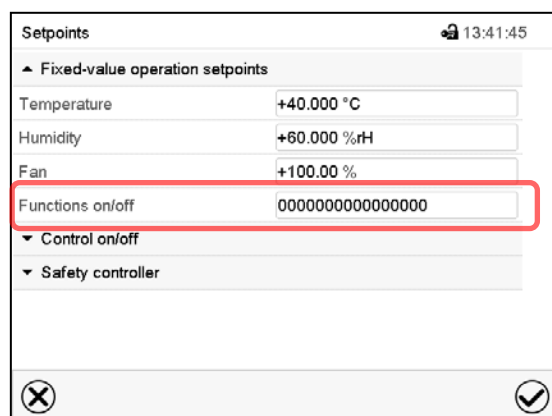 Setpoints 13:41:45
Fixed-value operation setpoints
Temperature +40.000 °C
Humidity +60.000 %rH
Fan +100.00 %
Functions on/off 0000000000000000
Control on/off
Safety controller